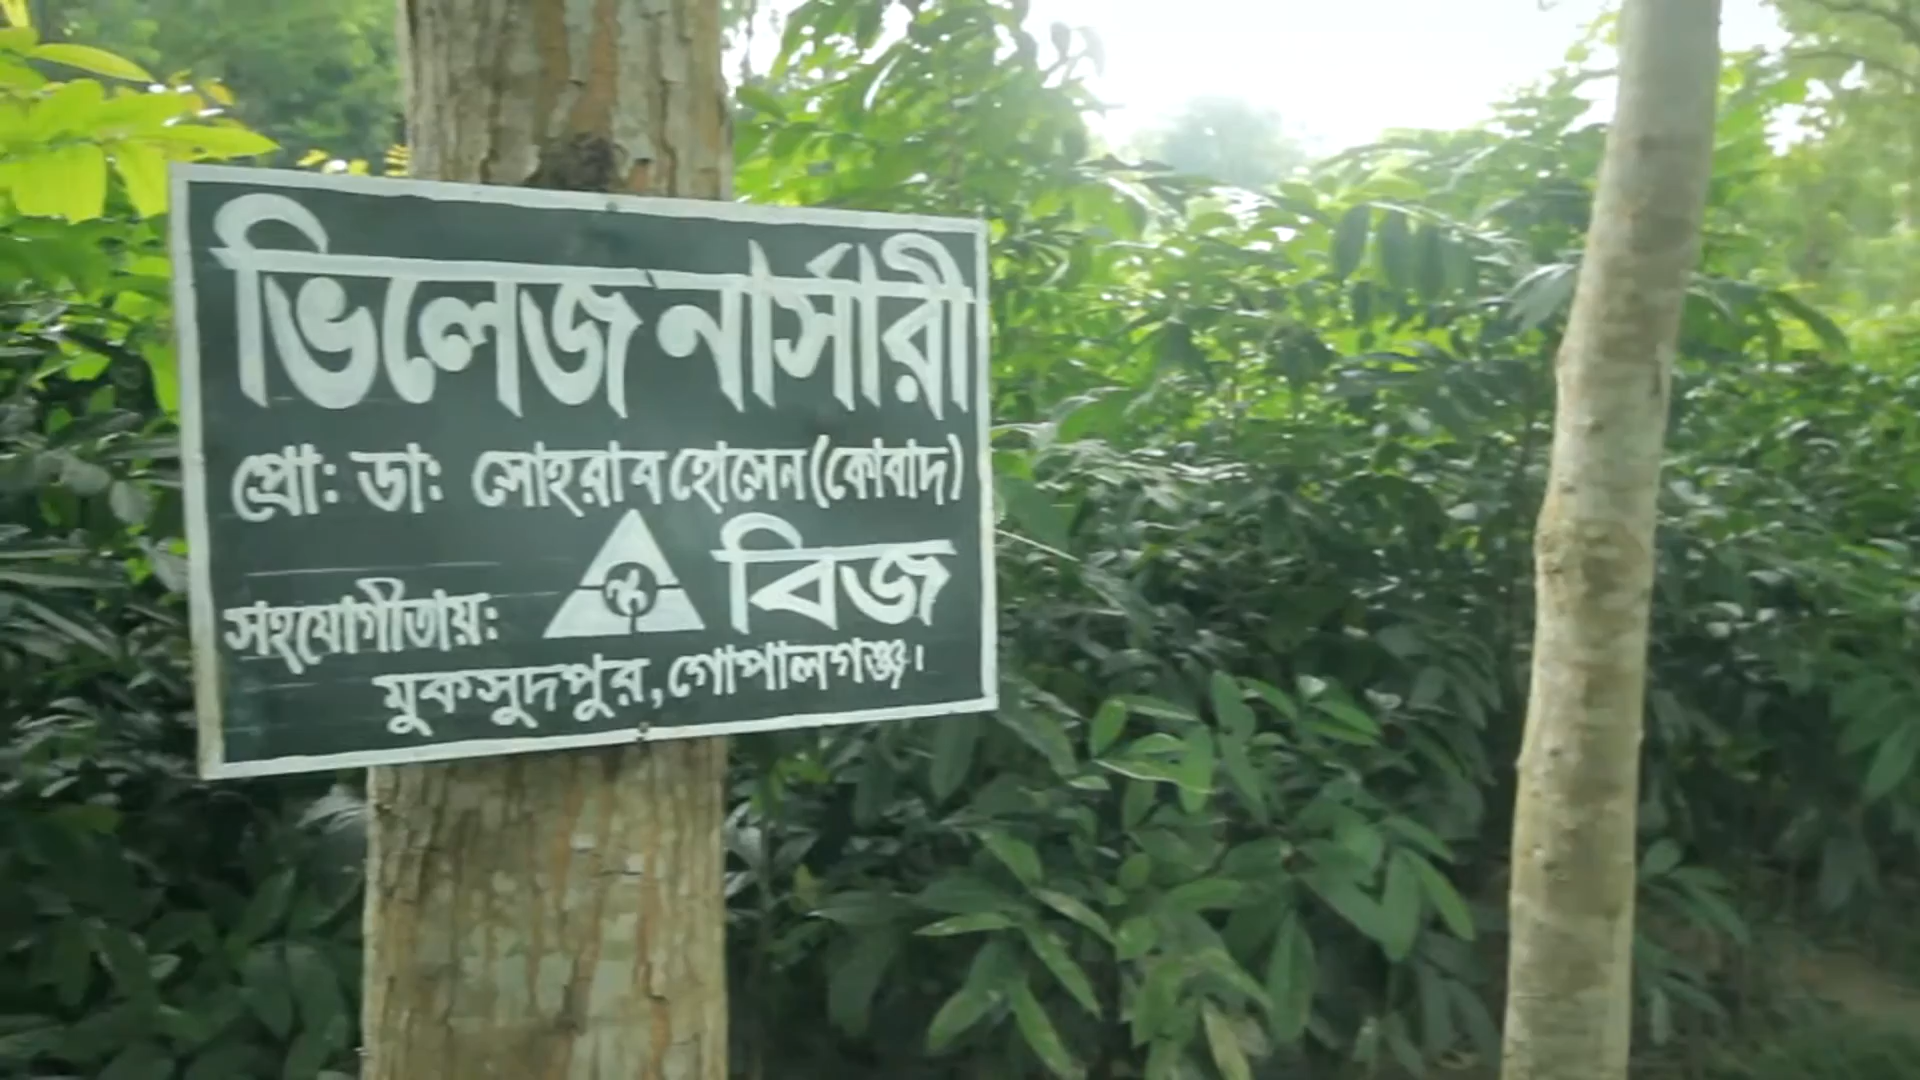 ভিলেজ নার্সারী
প্রো: ডা: সোহরাব হোসেন (কোবাদ)
সহযোগীতায়: বিজ
মুকসুদপুর, গোপালগঞ্জ।